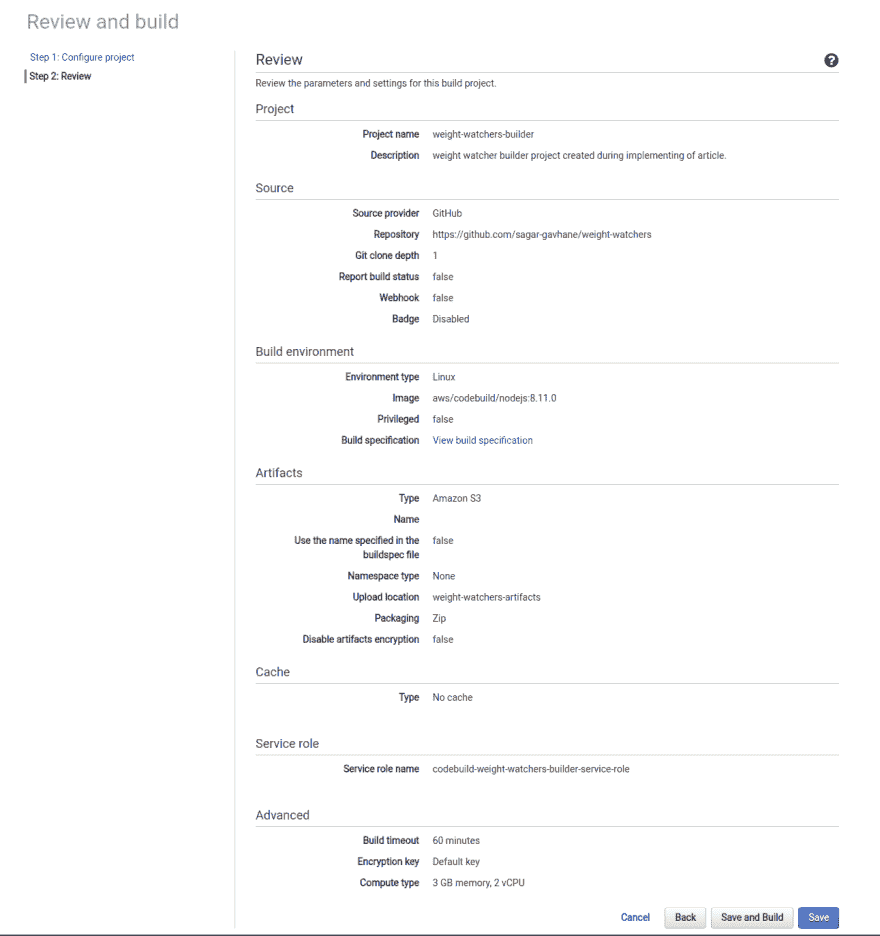 Review and build
Step 1: Configure project
Step 2: Review
Review
?
Review the parameters and settings for this build project.
Project
Project name weight-watchers-builder
Description weight watcher builder project created during implementing of article.
Source
Source provider GitHub
Repository https://github.com/sagar-gavhane/weight-watchers
Git clone depth 1
Report build status false
Webhook false
Badge Disabled
Build environment
Environment type Linux
Image aws/codebuild/nodejs:8.11.0
Privileged false
Build specification View build specification
Artifacts
Type Amazon S3
Name
Use the name specified in the false
buildspec file
Namespace type None
Upload location weight-watchers-artifacts
Packaging Zip
Disable artifacts encryption false
Cache
Type No cache
Service role
Service role name codebuild-weight-watchers-builder-service-role
Advanced
Build timeout 60 minutes
Encryption key Default key
Compute type 3 GB memory, 2 vCPU
Cancel Back Save and Build Save